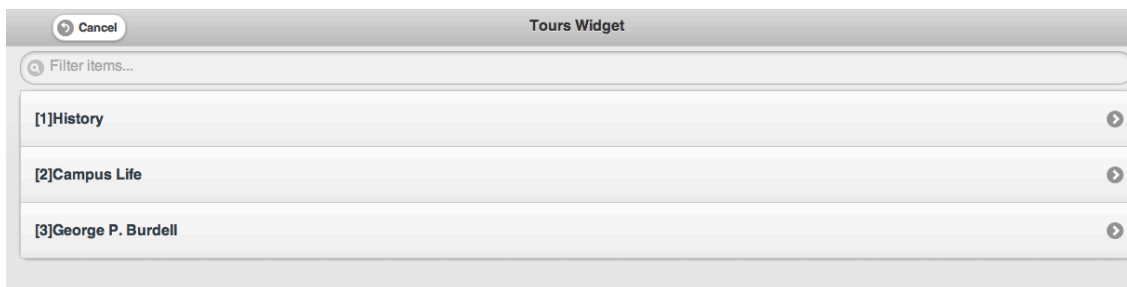 Cancel
Tours Widget
Filter items...
[1]History
[2]Campus Life
[3]George P. Burdell